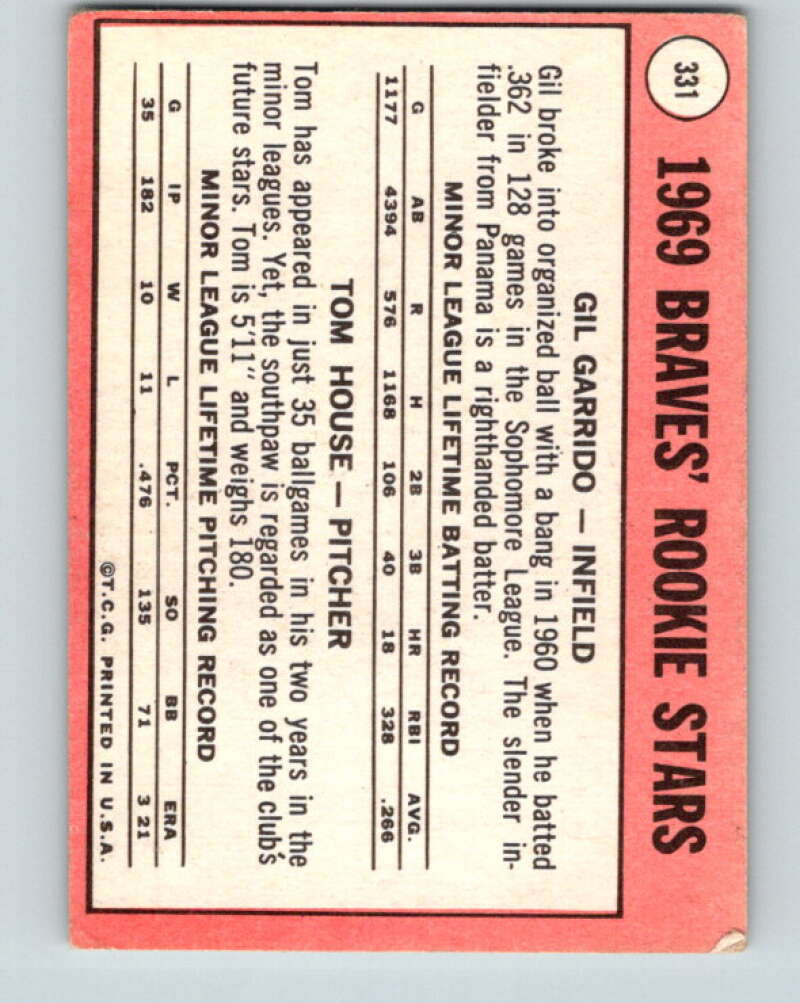 331
1969 BRAVES' ROOKIE STARS
GIL GARRIDO — INFIELD
Gil broke into organized ball with a bang in 1960 when he batted
.362 in 128 games in the Sophomore League. The slender in-
fielder from Panama is a righthanded batter.
MINOR LEAGUE LIFETIME BATTING RECORD
G AB R H 2B 3B HR RBI AVG.
1177 4394 576 1168 106 40 18 328 .266
TOM HOUSE — PITCHER
Tom has appeared in just 35 ballgames in his two years in the
minor leagues. Yet, the southpaw is regarded as one of the club's
future stars. Tom is 5'11" and weighs 180.
MINOR LEAGUE LIFETIME PITCHING RECORD
G IP W L PCT. SO BB ERA
35 182 10 11 .476 135 71 3 21
©T.C.G. PRINTED IN U.S.A.